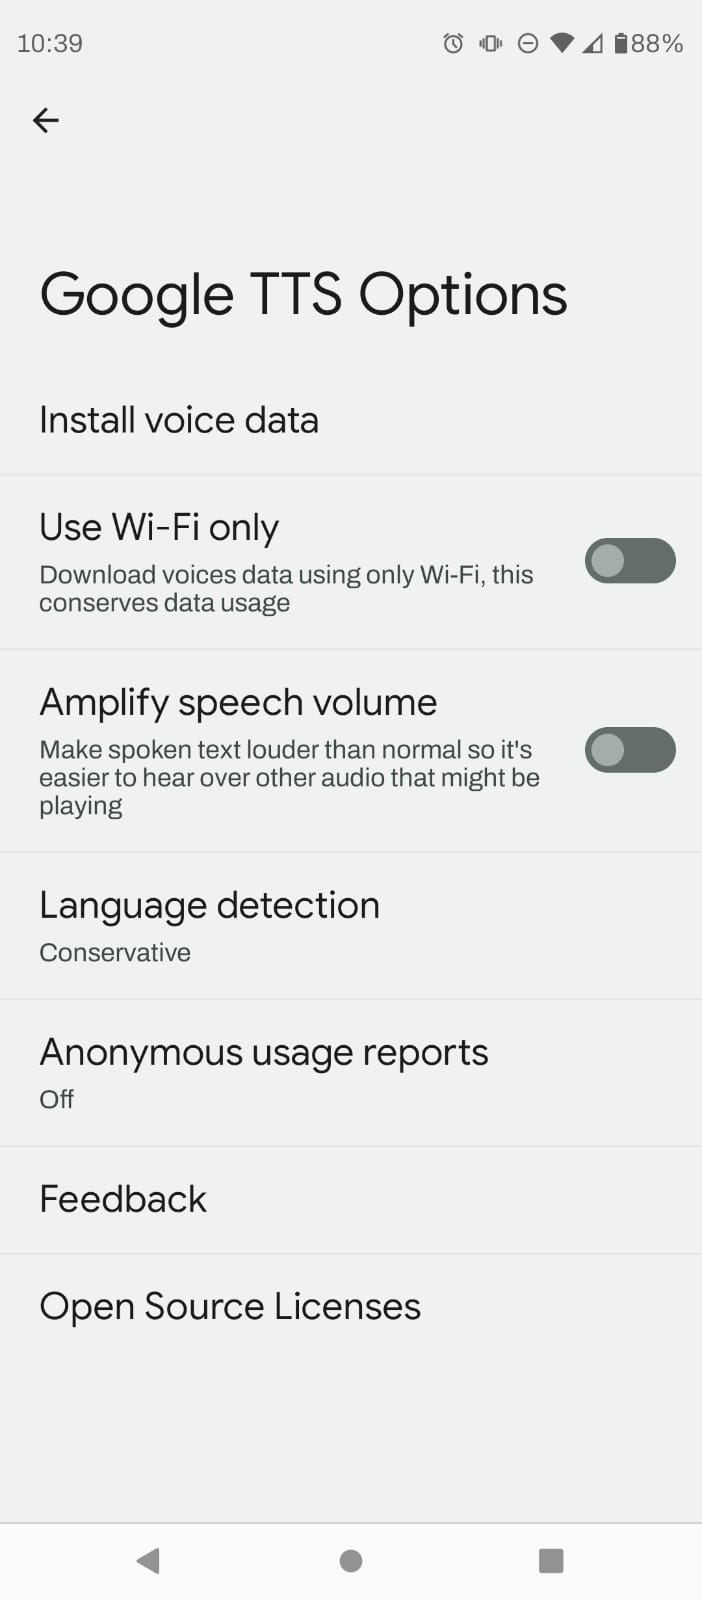 10:39
88%
Google TTS Options
Install voice data
Use Wi-Fi only
Download voices data using only Wi-Fi, this
conserves data usage
Amplify speech volume
Make spoken text louder than normal so it's
easier to hear over other audio that might be
playing
Language detection
Conservative
Anonymous usage reports
Off
Feedback
Open Source Licenses